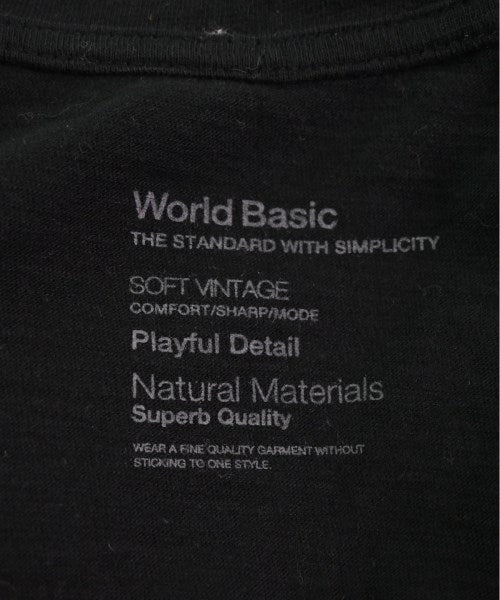 World Basic
THE STANDARD WITH SIMPLICITY
SOFT VINTAGE
COMFORT/SHARP/MODE
Playful Detail
Natural Materials
Superb Quality
WEAR A FINE QUALITY GARMENT WITHOUT
STICKING TO ONE STYLE.